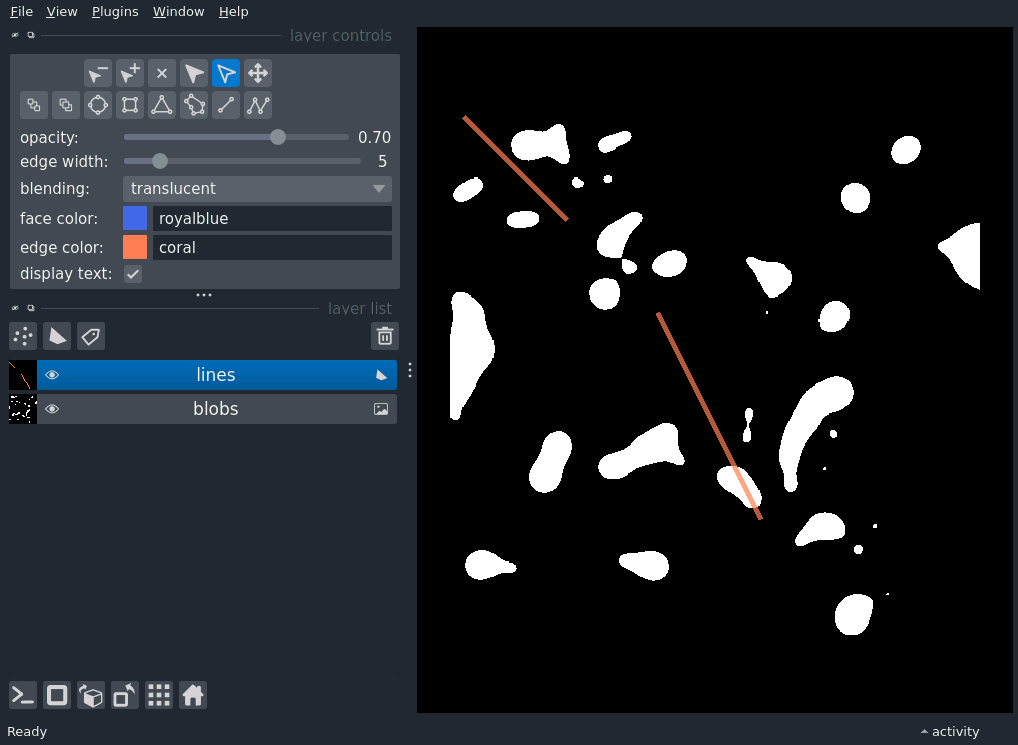 File View Plugins Window Help
layer controls
opacity: 0.70
edge width: 5
blending: translucent
face color: royalblue
edge color: coral
display text:
layer list
lines
blobs
Ready activity